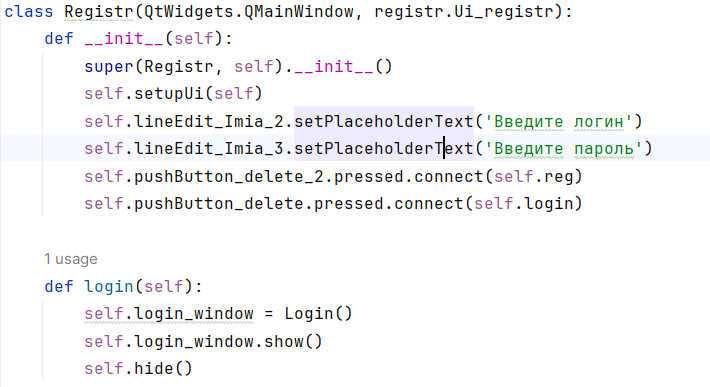 class Registr(QtWidgets.QMainWindow, registr.Ui_registr):
    def __init__(self):
        super(Registr, self).__init__()
        self.setupUi(self)
        self.lineEdit_Imia_2.setPlaceholderText('Введите логин')
        self.lineEdit_Imia_3.setPlaceholderText('Введите пароль')
        self.pushButton_delete_2.pressed.connect(self.reg)
        self.pushButton_delete.pressed.connect(self.login)
    1 usage
    def login(self):
        self.login_window = Login()
        self.login_window.show()
        self.hide()